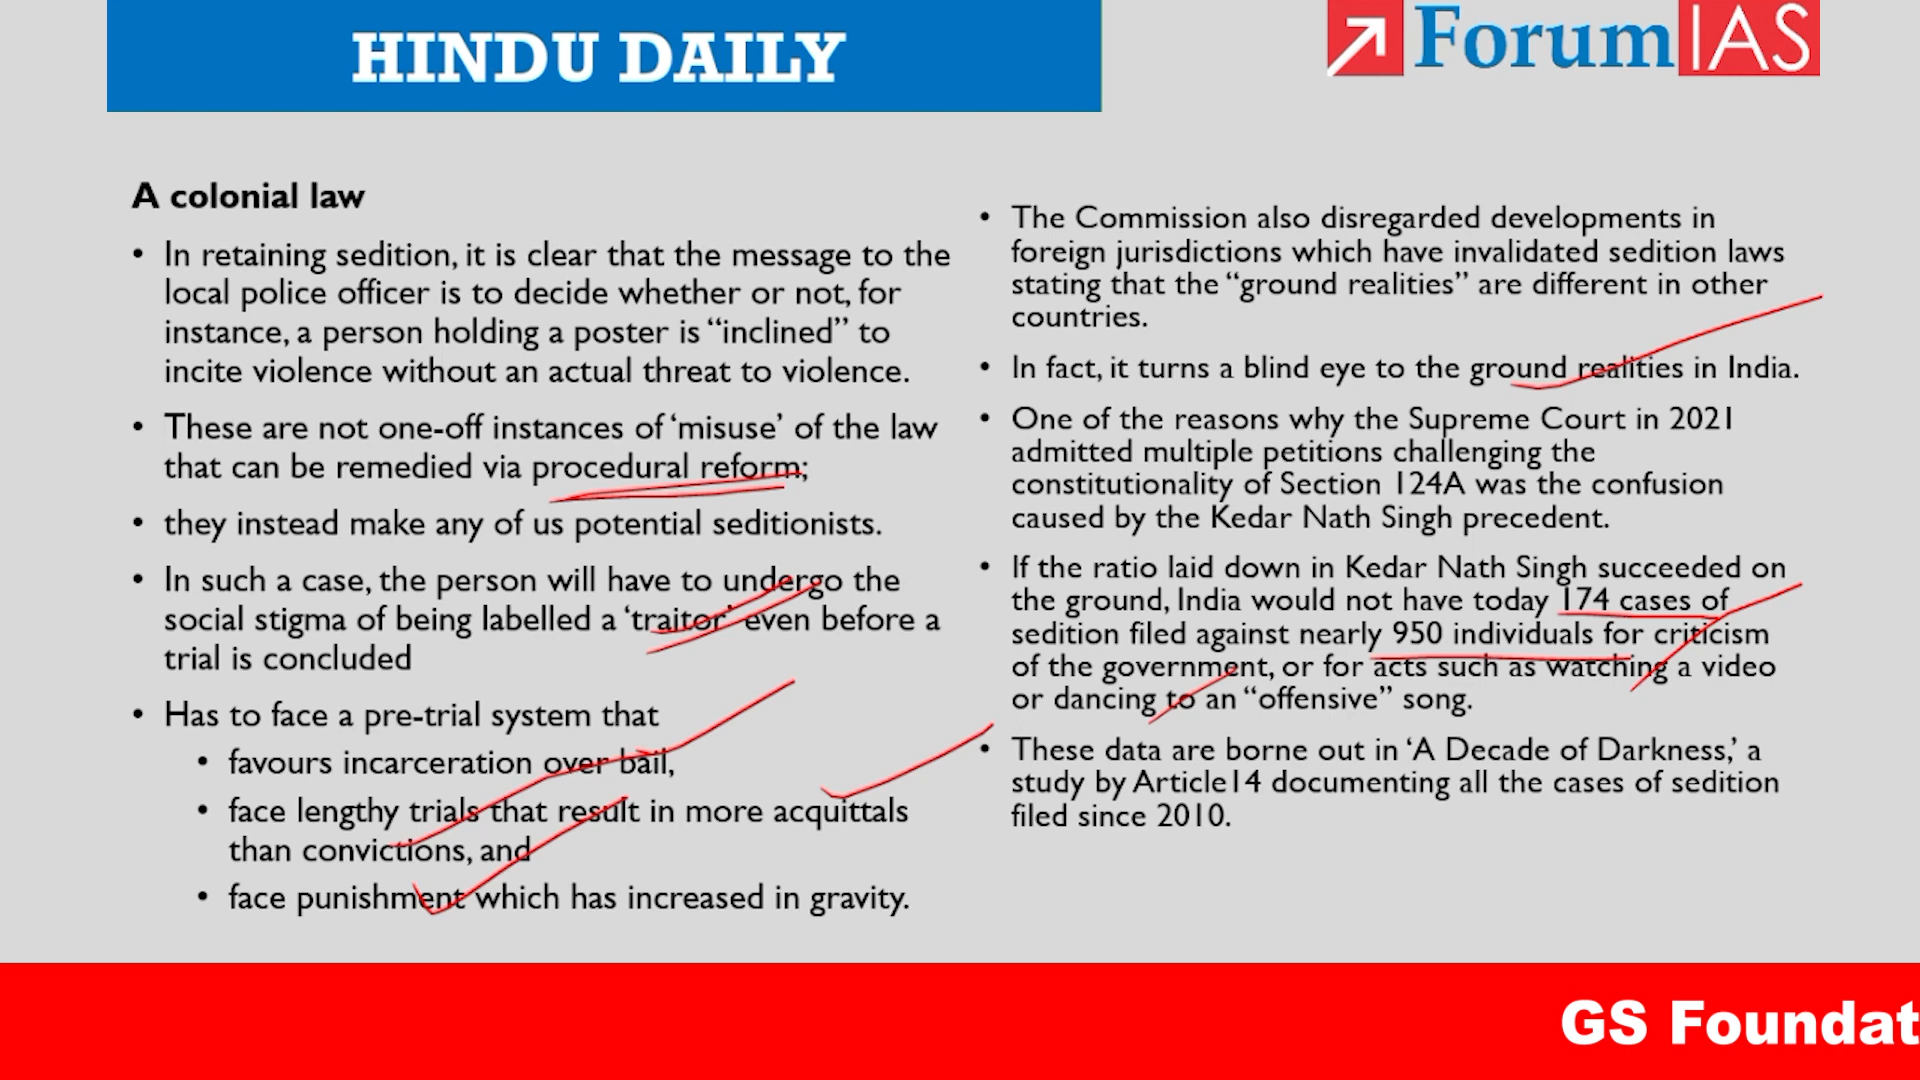 HINDU DAILY
Forum IAS
A colonial law
• In retaining sedition, it is clear that the message to the
local police officer is to decide whether or not, for
instance, a person holding a poster is “inclined” to
incite violence without an actual threat to violence.
• These are not one-off instances of ‘misuse’ of the law
that can be remedied via procedural reform;
• they instead make any of us potential seditionists.
• In such a case, the person will have to undergo the
social stigma of being labelled a ‘traitor’ even before a
trial is concluded
• Has to face a pre-trial system that
• favours incarceration over bail,
• face lengthy trials that result in more acquittals
than convictions, and
• face punishment which has increased in gravity.
• The Commission also disregarded developments in
foreign jurisdictions which have invalidated sedition laws
stating that the “ground realities” are different in other
countries.
• In fact, it turns a blind eye to the ground realities in India.
• One of the reasons why the Supreme Court in 2021
admitted multiple petitions challenging the
constitutionality of Section 124A was the confusion
caused by the Kedar Nath Singh precedent.
• If the ratio laid down in Kedar Nath Singh succeeded on
the ground, India would not have today 174 cases of
sedition filed against nearly 950 individuals for criticism
of the government, or for acts such as watching a video
or dancing to an “offensive” song.
• These data are borne out in ‘A Decade of Darkness,’ a
study by Article14 documenting all the cases of sedition
filed since 2010.
GS Foundat